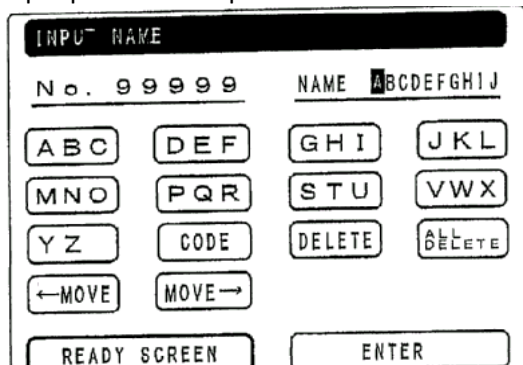 INPUT NAME
No. 99999 NAME ABCDEFGHIJ
ABC DEF GHI JKL
MNO PQR STU VWX
YZ CODE DELETE ALL DELETE
←MOVE MOVE→
READY SCREEN ENTER